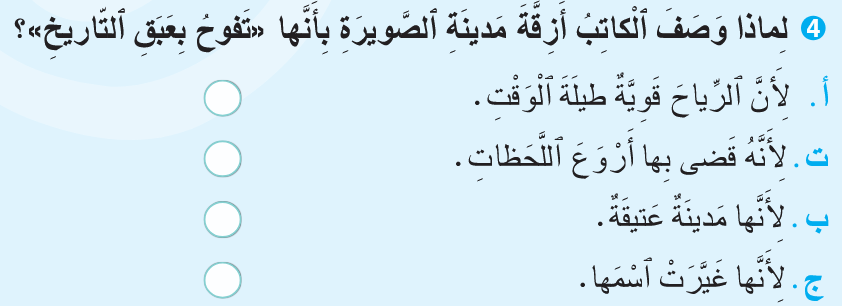 4 لِماذا وَصَفَ ٱلْكاتِبُ أَزِقَّةَ مَدينَةِ ٱلصَّويرَةِ بِأَنَّها «تَفوحُ بِعَبَقِ ٱلتّاريخِ»؟
أ. لِأَنَّ ٱلرِّياحَ قَوِيَّةٌ طيلَةَ ٱلْوَقْتِ.
ت. لِأَنَّهُ قَضى بِها أَرْوَعَ ٱللَّحَظاتِ.
ب. لِأَنَّها مَدينَةٌ عَتيقَةٌ.
ج. لِأَنَّها غَيَّرَتْ ٱسْمَها.